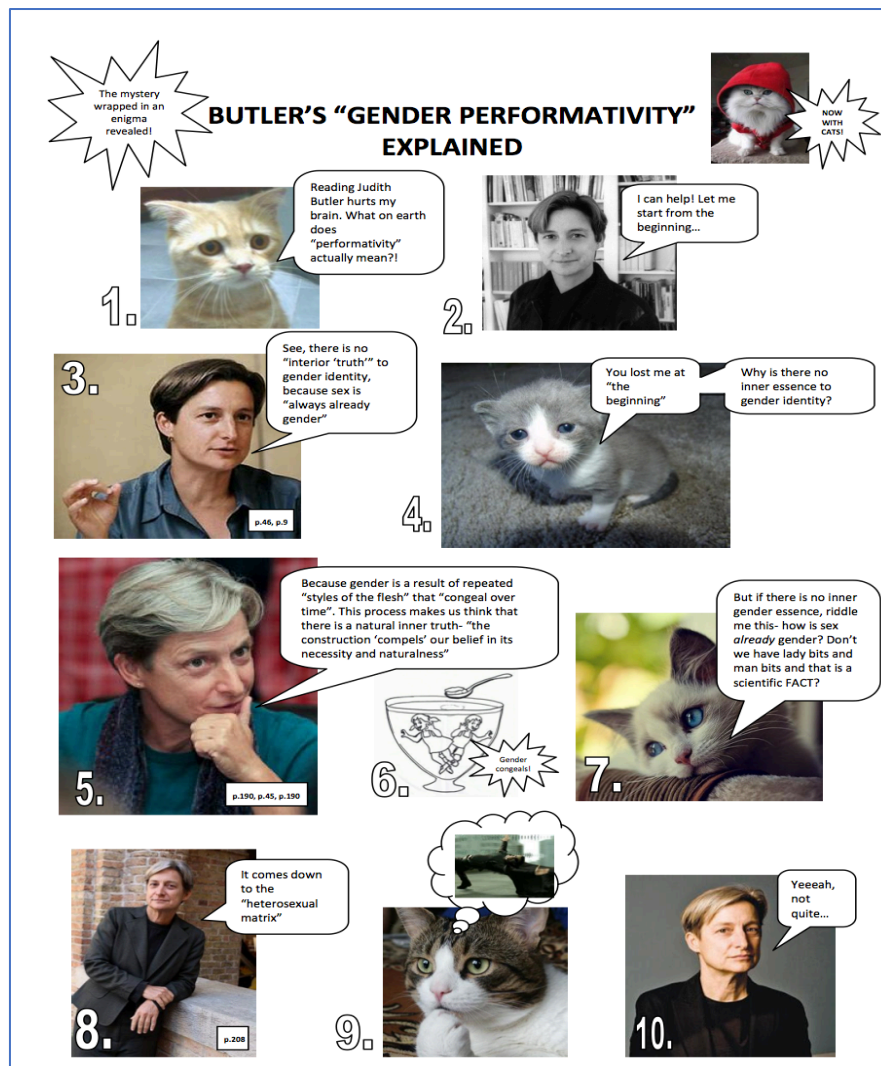 The mystery
wrapped in an
enigma
revealed!
BUTLER'S “GENDER PERFORMATIVITY”
EXPLAINED
NOW
WITH
CATS!
1.
Reading Judith
Butler hurts my
brain. What on earth
does
“performativity”
actually mean?!
2.
I can help! Let me
start from the
beginning…
3.
See, there is no
“interior ‘truth’” to
gender identity,
because sex is
“always already
gender”
p.46, p.9
4.
You lost me at
“the
beginning”
Why is there no
inner essence to
gender identity?
5.
Because gender is a result of repeated
“styles of the flesh” that “congeal over
time”. This process makes us think that
there is a natural inner truth- “the
construction ‘compels’ our belief in its
necessity and naturalness”
p.190, p.45, p.190
6.
Gender
congeals!
7.
But if there is no inner
gender essence, riddle
me this- how is sex
already gender? Don’t
we have lady bits and
man bits and that is a
scientific FACT?
8.
It comes down
to the
“heterosexual
matrix”
p.208
9.
10.
Yeeeah,
not
quite…